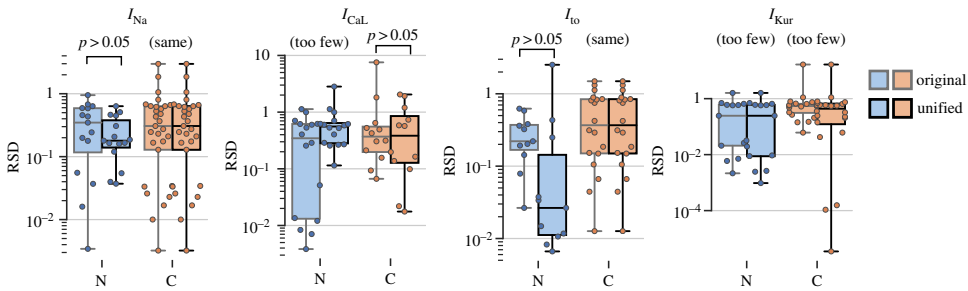 I_Na
p > 0.05
(same)
RSD
1
10⁻¹
10⁻²
N
C
I_CaL
(too few)
p > 0.05
RSD
10
1
10⁻¹
10⁻²
N
C
I_to
p > 0.05
(same)
RSD
1
10⁻¹
10⁻²
N
C
I_Kur
(too few)
(too few)
RSD
1
10⁻²
10⁻⁴
N
C
original
unified